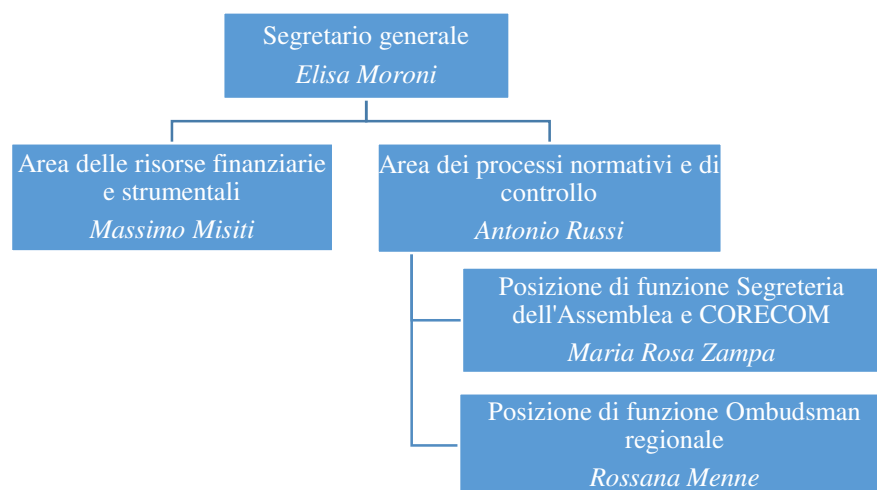 Segretario generale
Elisa Moroni
Area delle risorse finanziarie
e strumentali
Massimo Misiti
Area dei processi normativi e di
controllo
Antonio Russi
Posizione di funzione Segreteria
dell'Assemblea e CORECOM
Maria Rosa Zampa
Posizione di funzione Ombudsman
regionale
Rossana Menne